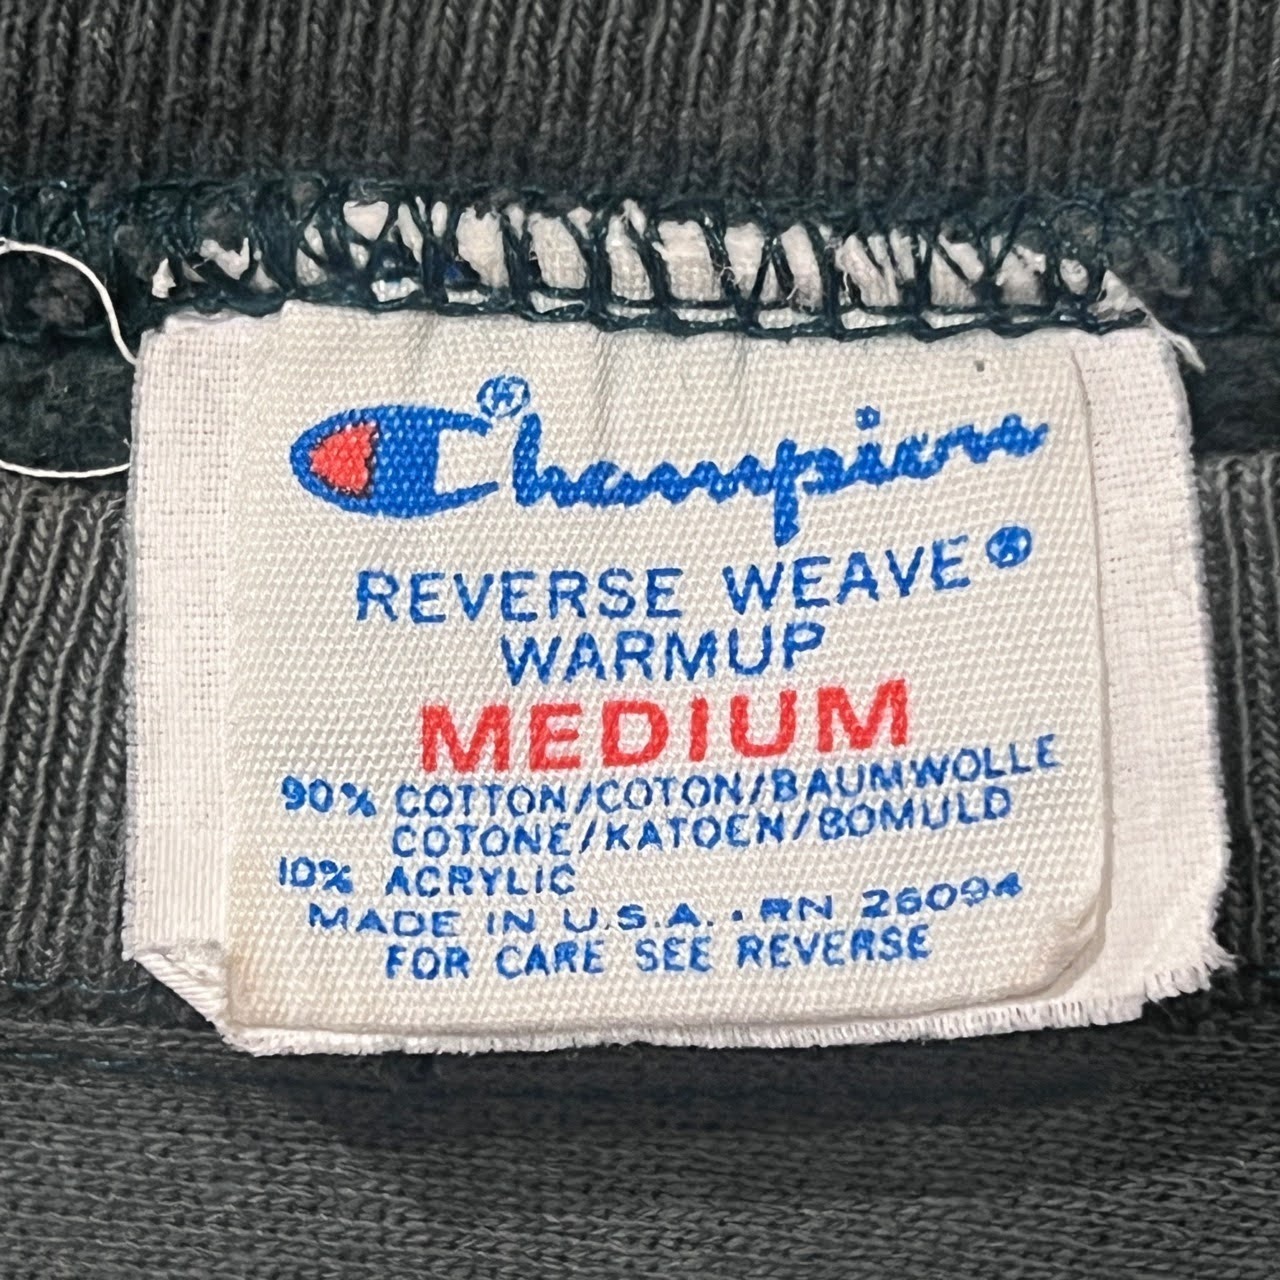 Champion®
REVERSE WEAVE®
WARMUP
MEDIUM
90% COTTON/COTON/BAUMWOLLE
COTONE/KATOEN/BOMULD
10% ACRYLIC
MADE IN U.S.A. • RN 26094
FOR CARE SEE REVERSE